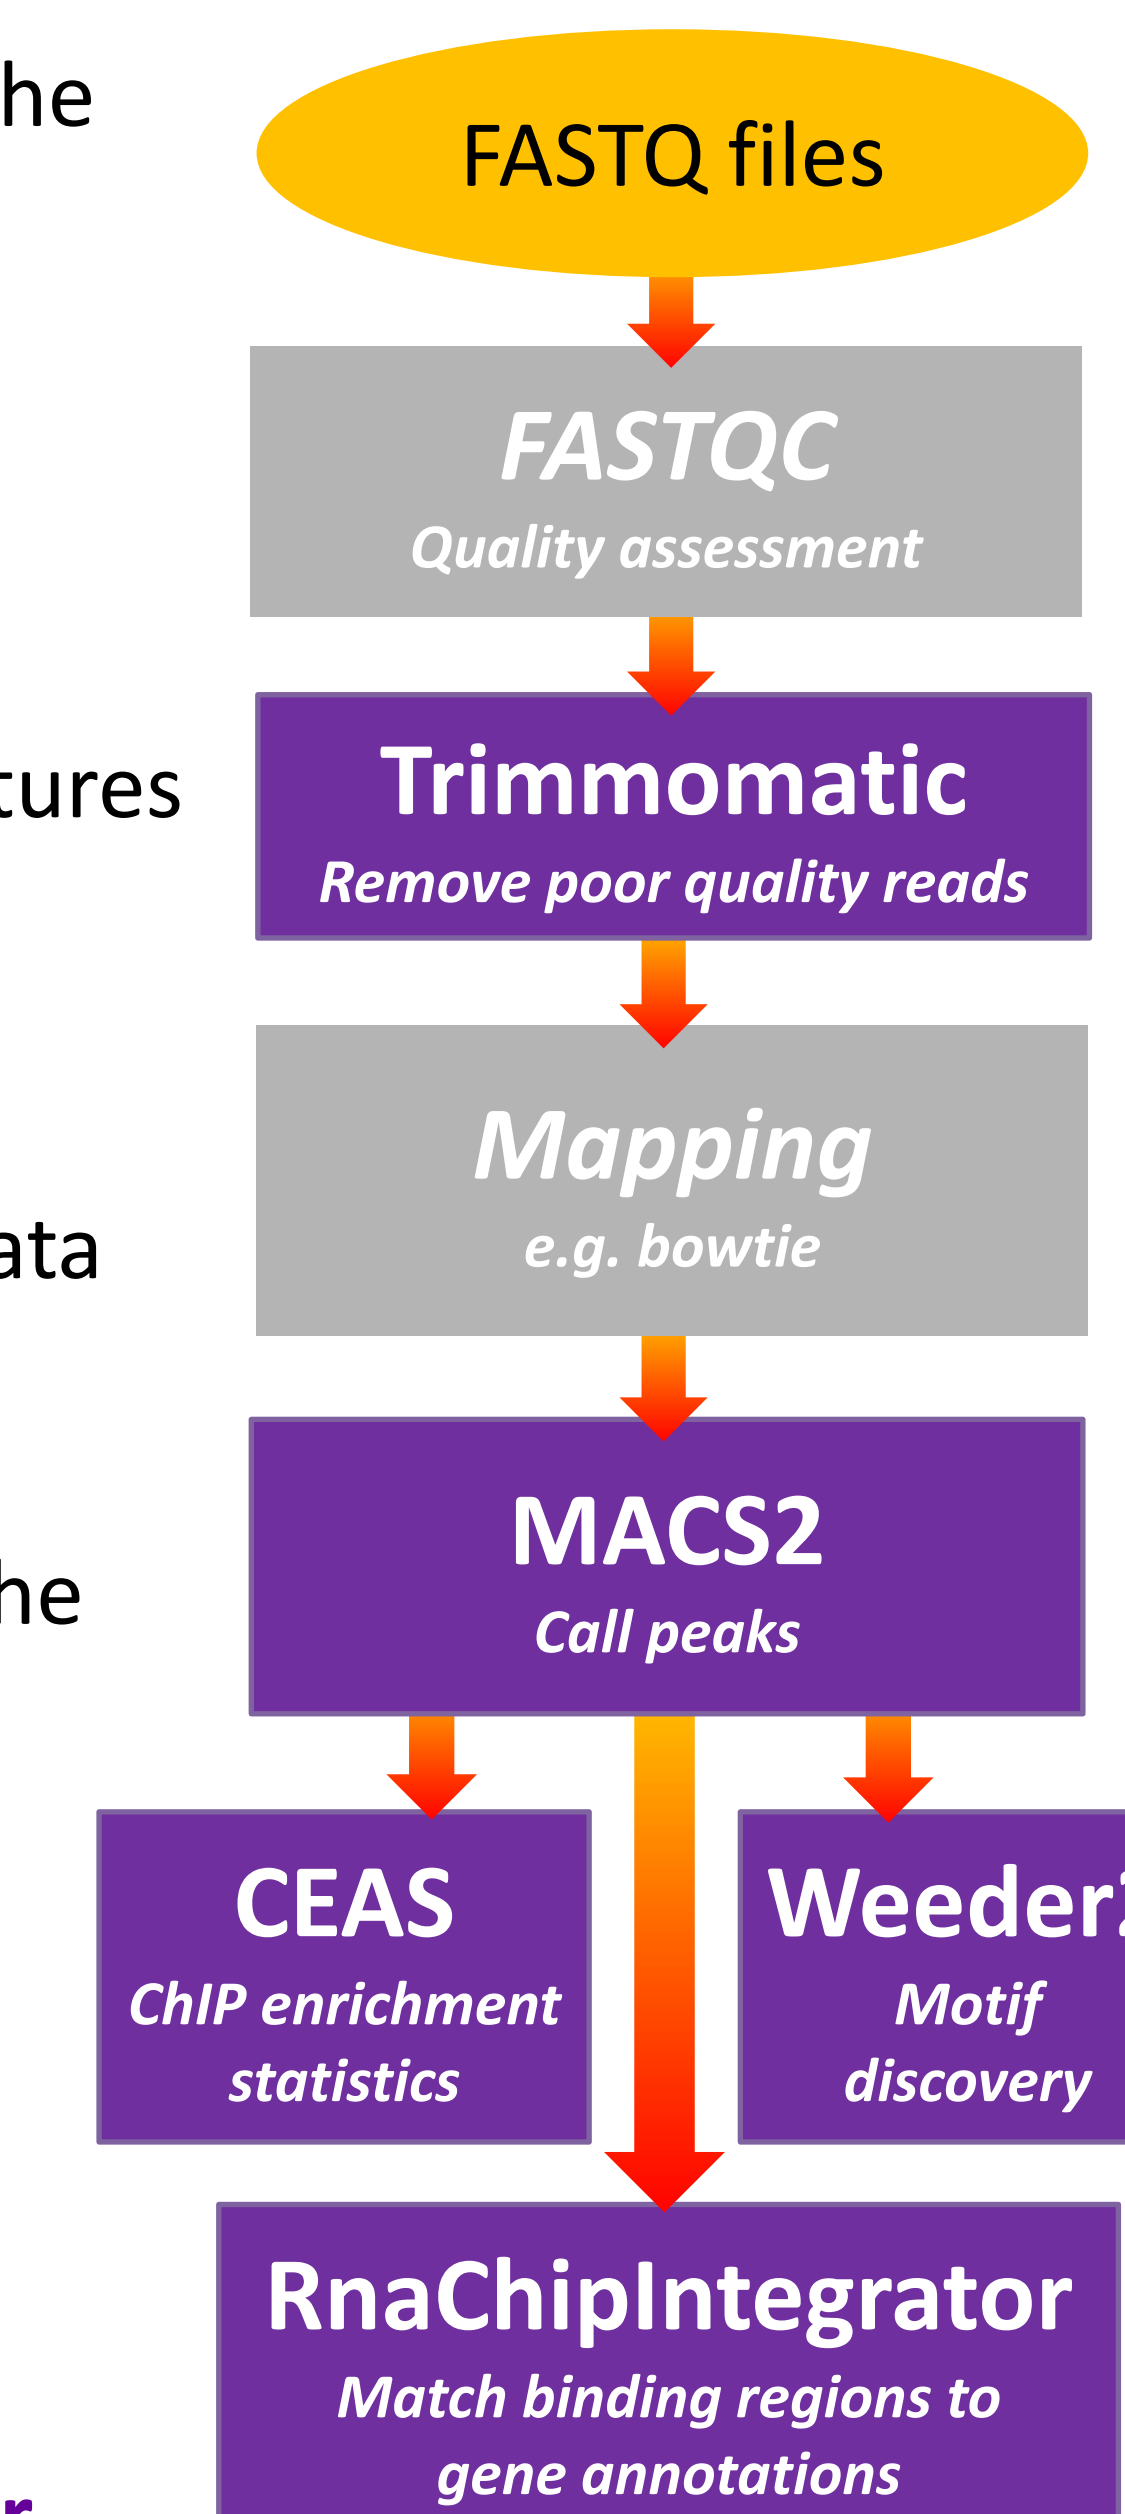 he
FASTQ files
FASTQC
Quality assessment
tures
Trimmomatic
Remove poor quality reads
Mapping
e.g. bowtie
ata
MACS2
he
Call peaks
CEAS
Weeder
ChIP enrichment
statistics
Motif
discovery
RnaChipIntegrator
Match binding regions to
gene annotations
r